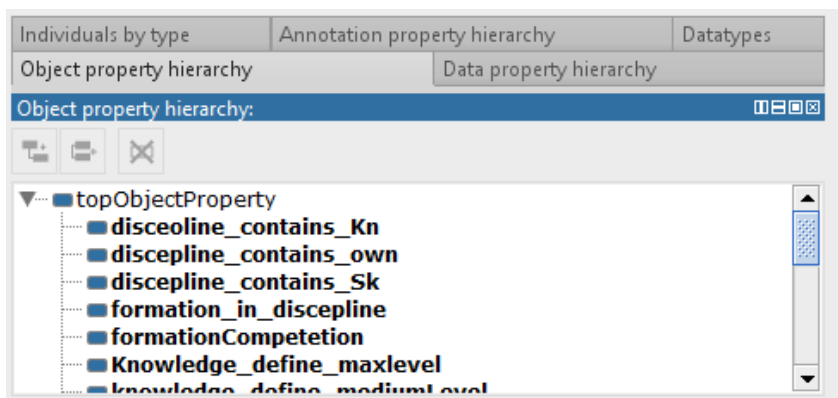 Individuals by type Annotation property hierarchy Datatypes
Object property hierarchy Data property hierarchy
Object property hierarchy:
topObjectProperty
disceoline_contains_Kn
discepline_contains_own
discepline_contains_Sk
formation_in_discepline
formationCompetetion
Knowledge_define_maxlevel
knowledge_define_mediumLevel